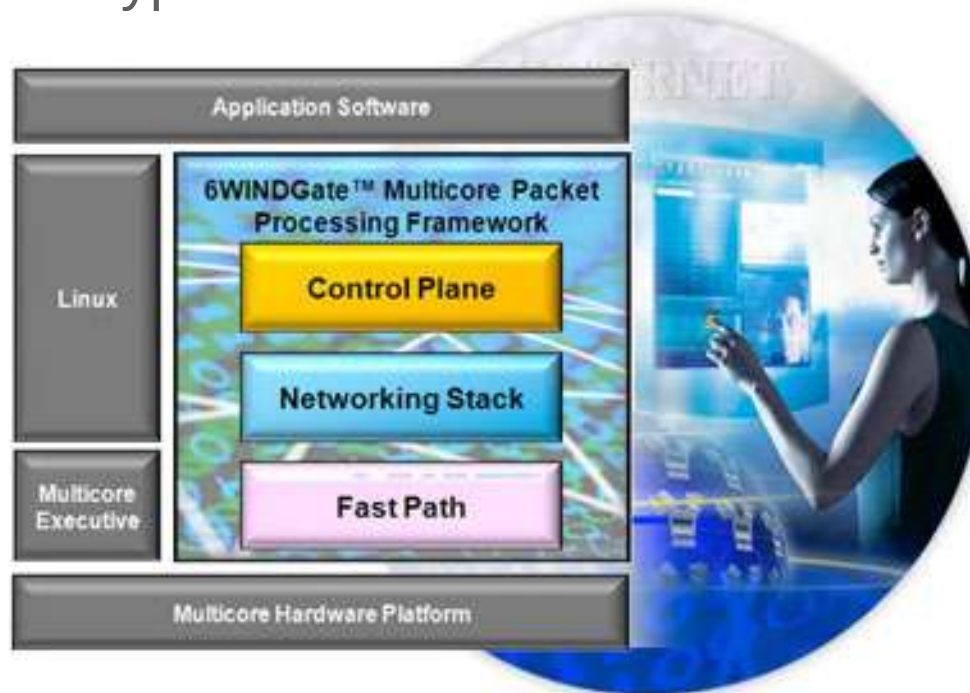 Application Software
6WINDGate™ Multicore Packet
Processing Framework
Linux
Control Plane
Networking Stack
Multicore
Executive
Fast Path
Multicore Hardware Platform